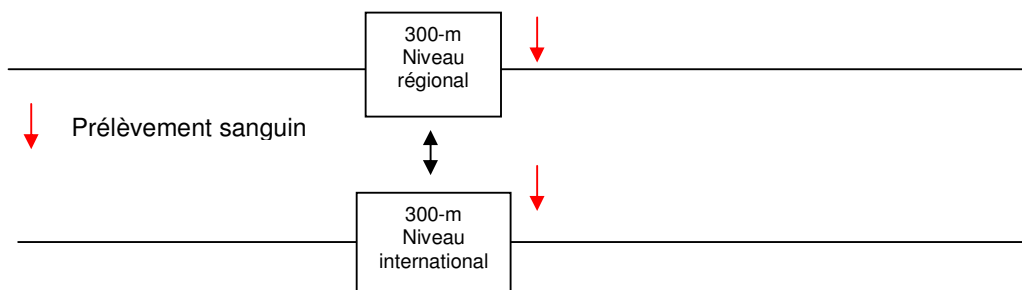 300-m
Niveau
régional
Prélèvement sanguin
300-m
Niveau
international